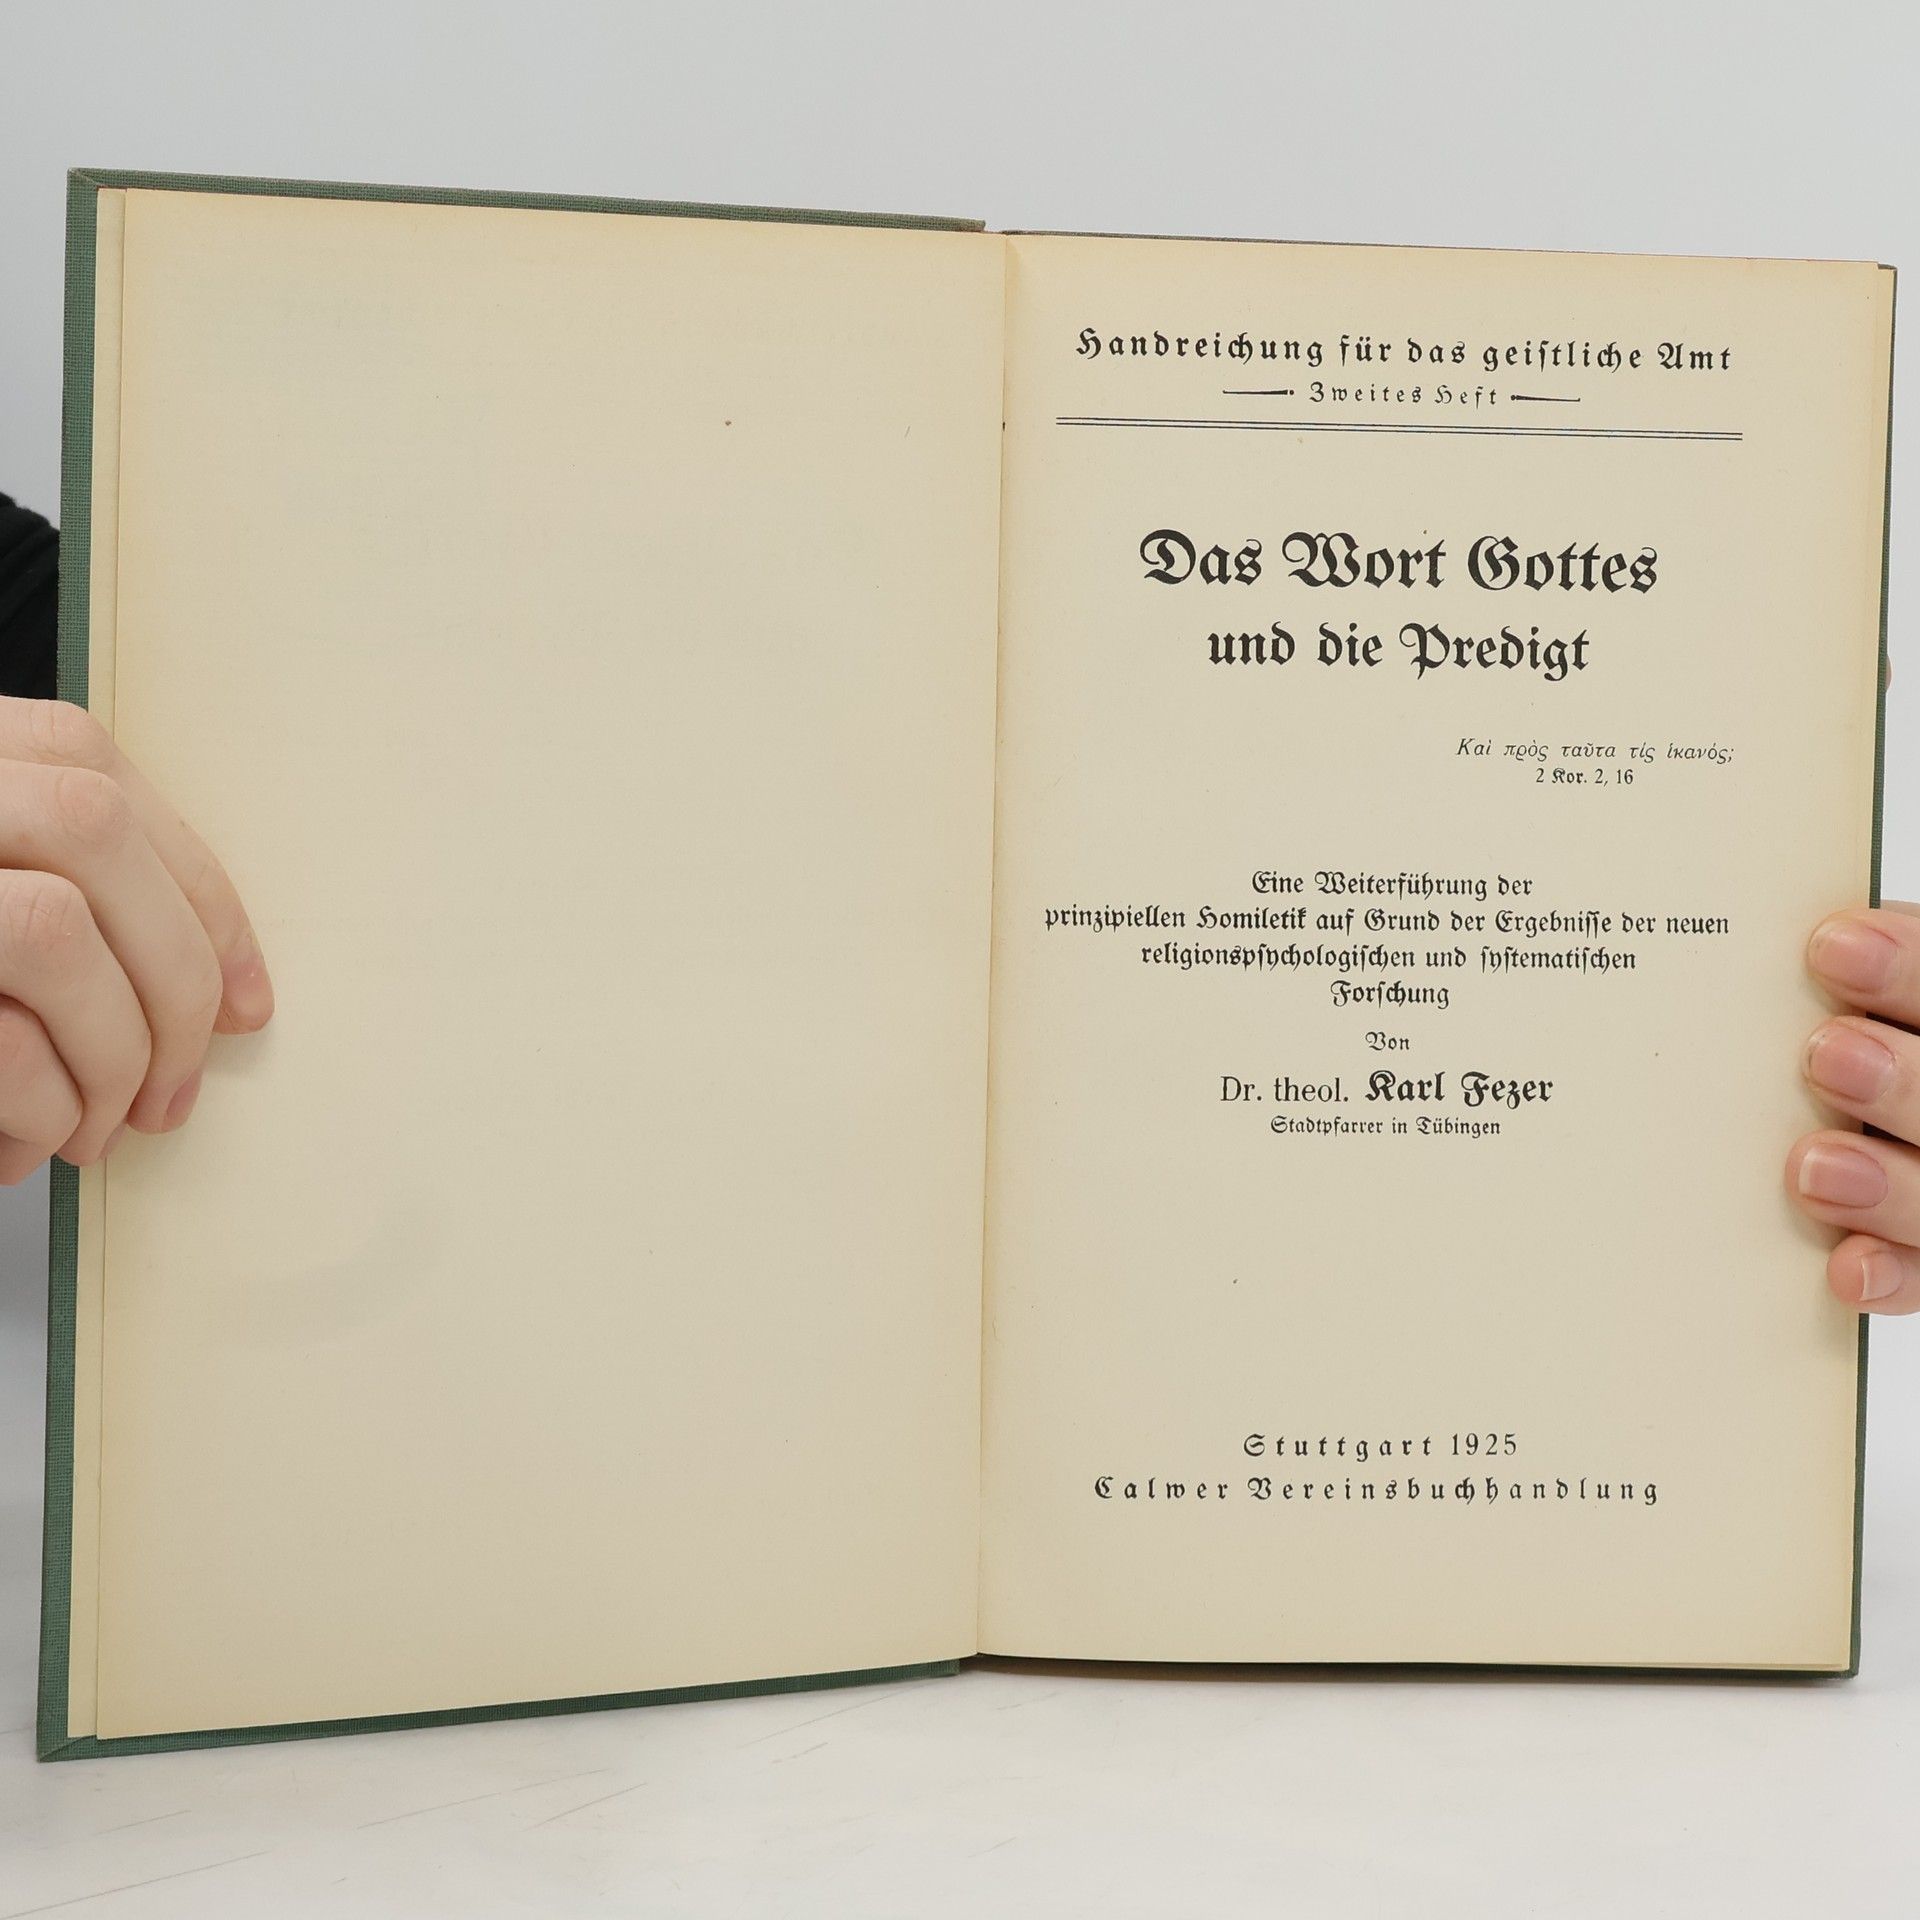 Handreichung für das geiſtliche Amt
Zweites Heft
Das Wort Gottes
und die Predigt
Καὶ πρὸς ταῦτα τίς ἱκανός;
2 Kor. 2, 16
Eine Weiterführung der
prinzipiellen Homiletik auf Grund der Ergebniſſe der neuen
religionspſychologiſchen und ſyſtematiſchen
Forſchung
Von
Dr. theol. Karl Fezer
Stadtpfarrer in Tübingen
Stuttgart 1925
Calwer Vereinsbuchhandlung